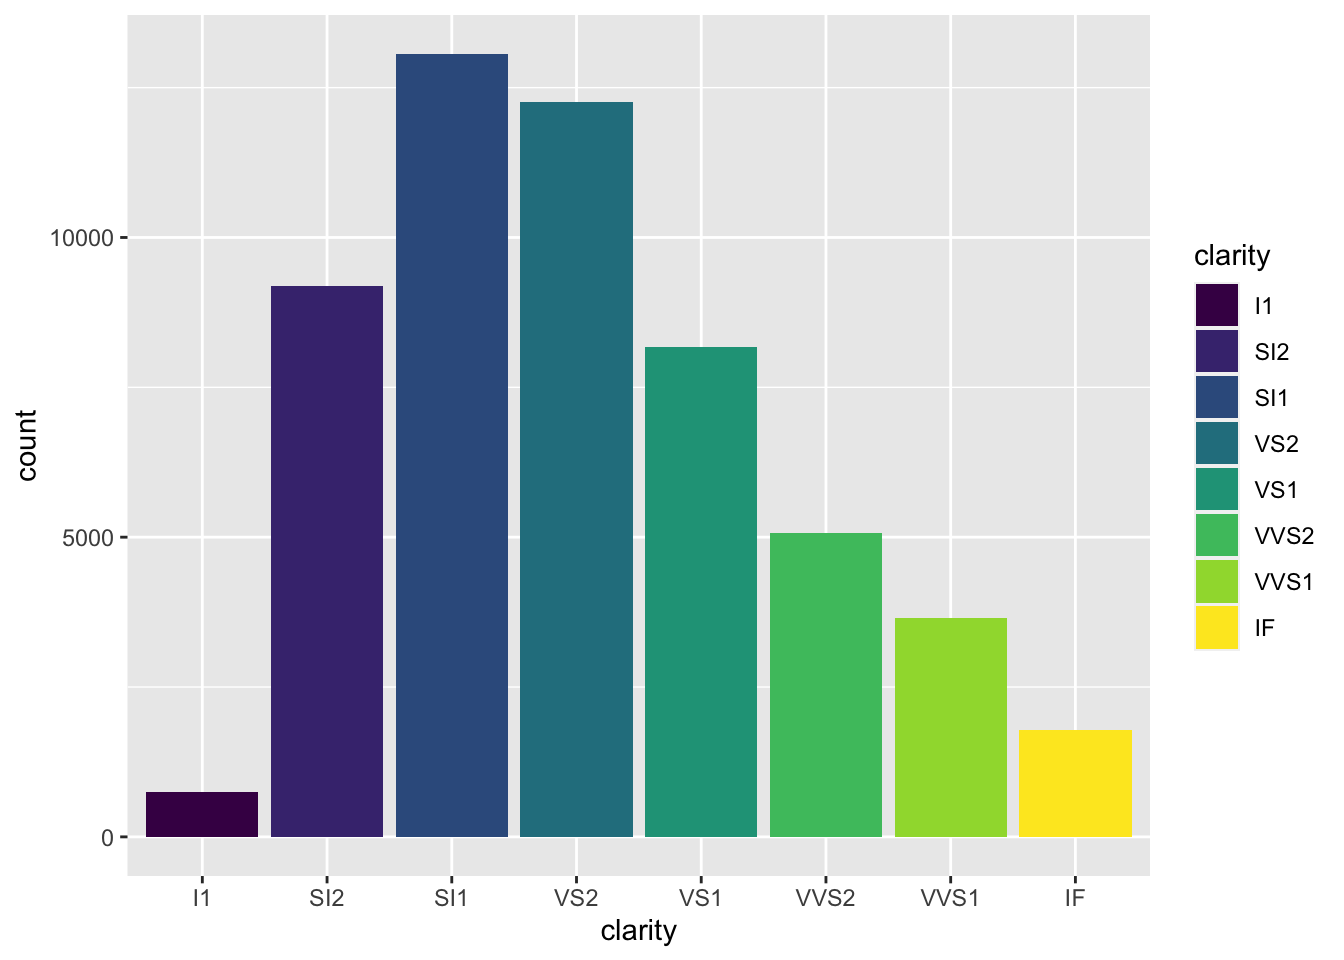 10000
5000
0
count
I1 SI2 SI1 VS2 VS1 VVS2 VVS1 IF
clarity
clarity
I1
SI2
SI1
VS2
VS1
VVS2
VVS1
IF